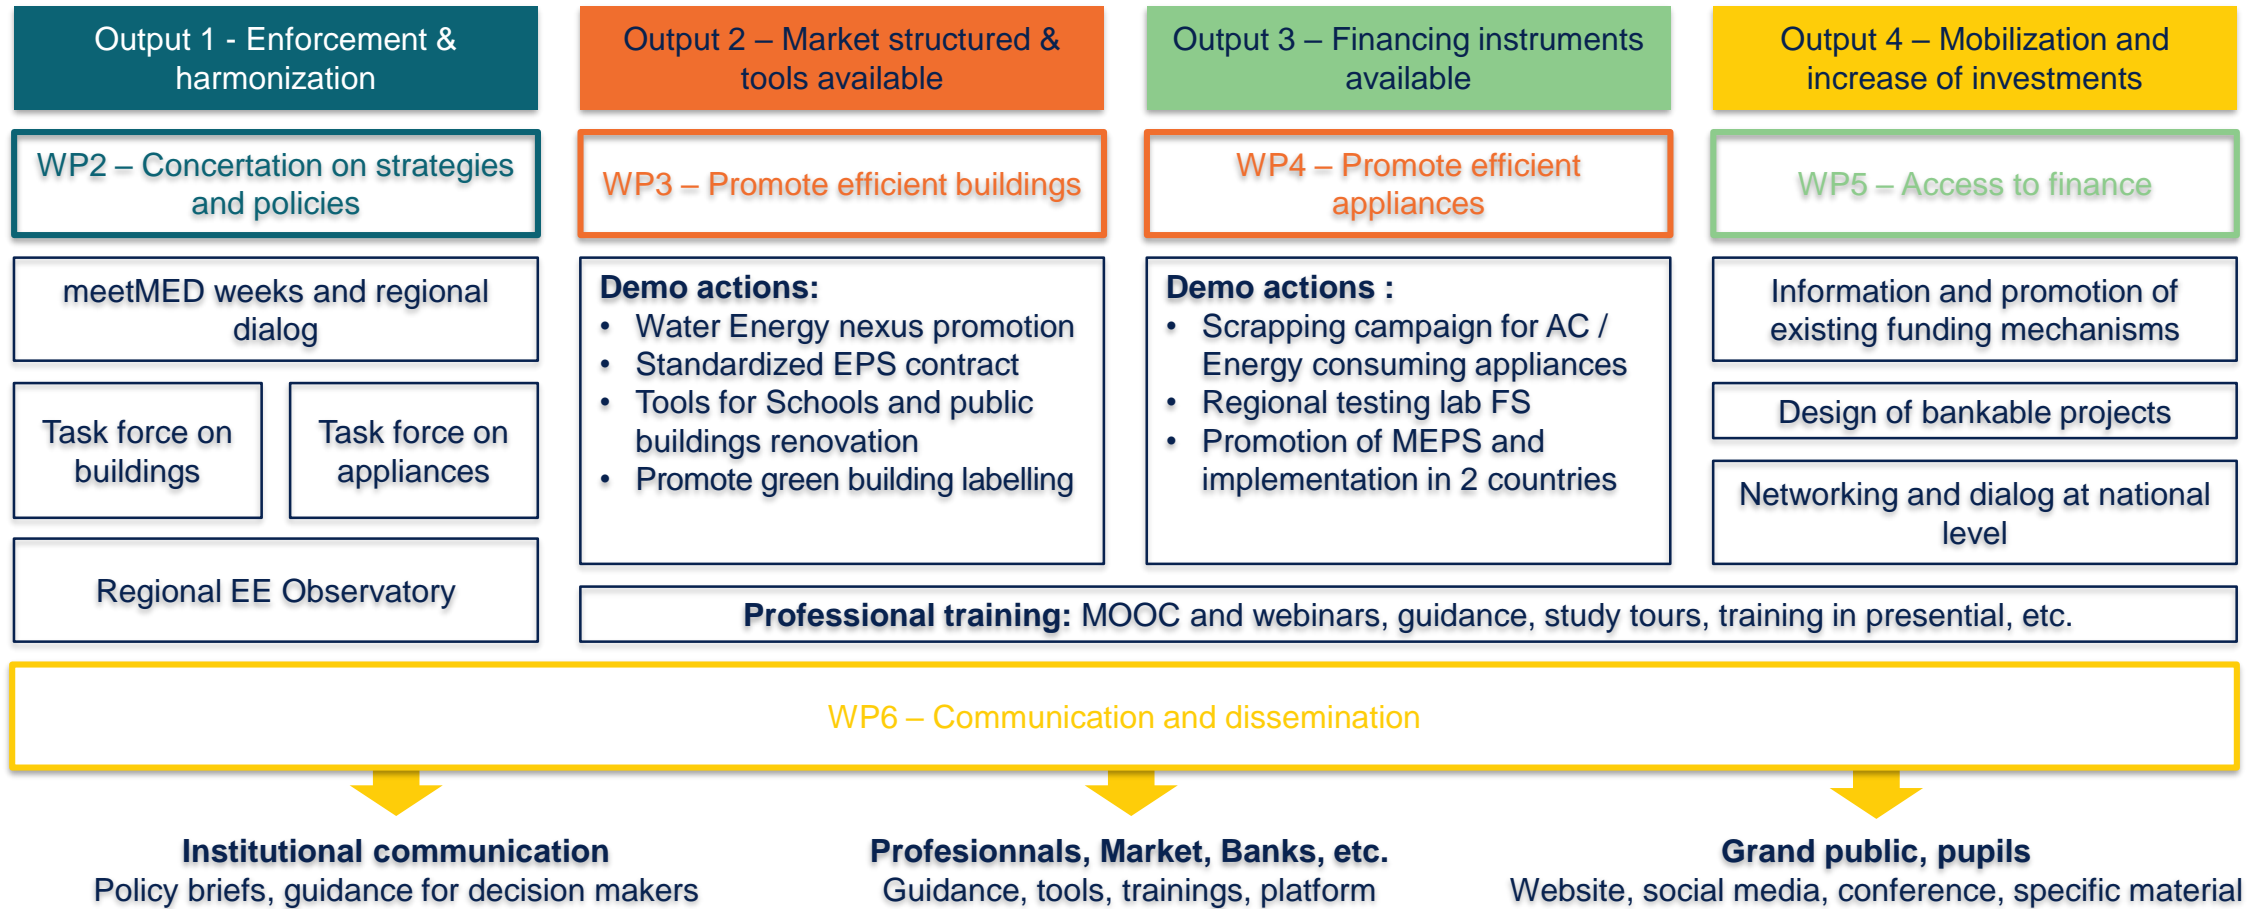 Output 1 - Enforcement &
harmonization
Output 2 – Market structured &
tools available
Output 3 – Financing instruments
available
Output 4 – Mobilization and
increase of investments
WP2 – Concertation on strategies
and policies
WP3 – Promote efficient buildings
WP4 – Promote efficient
appliances
WP5 – Access to finance
meetMED weeks and regional
dialog
Task force on
buildings
Task force on
appliances
Regional EE Observatory
Demo actions:
• Water Energy nexus promotion
• Standardized EPS contract
• Tools for Schools and public
buildings renovation
• Promote green building labelling
Demo actions :
• Scrapping campaign for AC /
Energy consuming appliances
• Regional testing lab FS
• Promotion of MEPS and
implementation in 2 countries
Information and promotion of
existing funding mechanisms
Design of bankable projects
Networking and dialog at national
level
Professional training: MOOC and webinars, guidance, study tours, training in presential, etc.
WP6 – Communication and dissemination
Institutional communication
Policy briefs, guidance for decision makers
Profesionnals, Market, Banks, etc.
Guidance, tools, trainings, platform
Grand public, pupils
Website, social media, conference, specific material